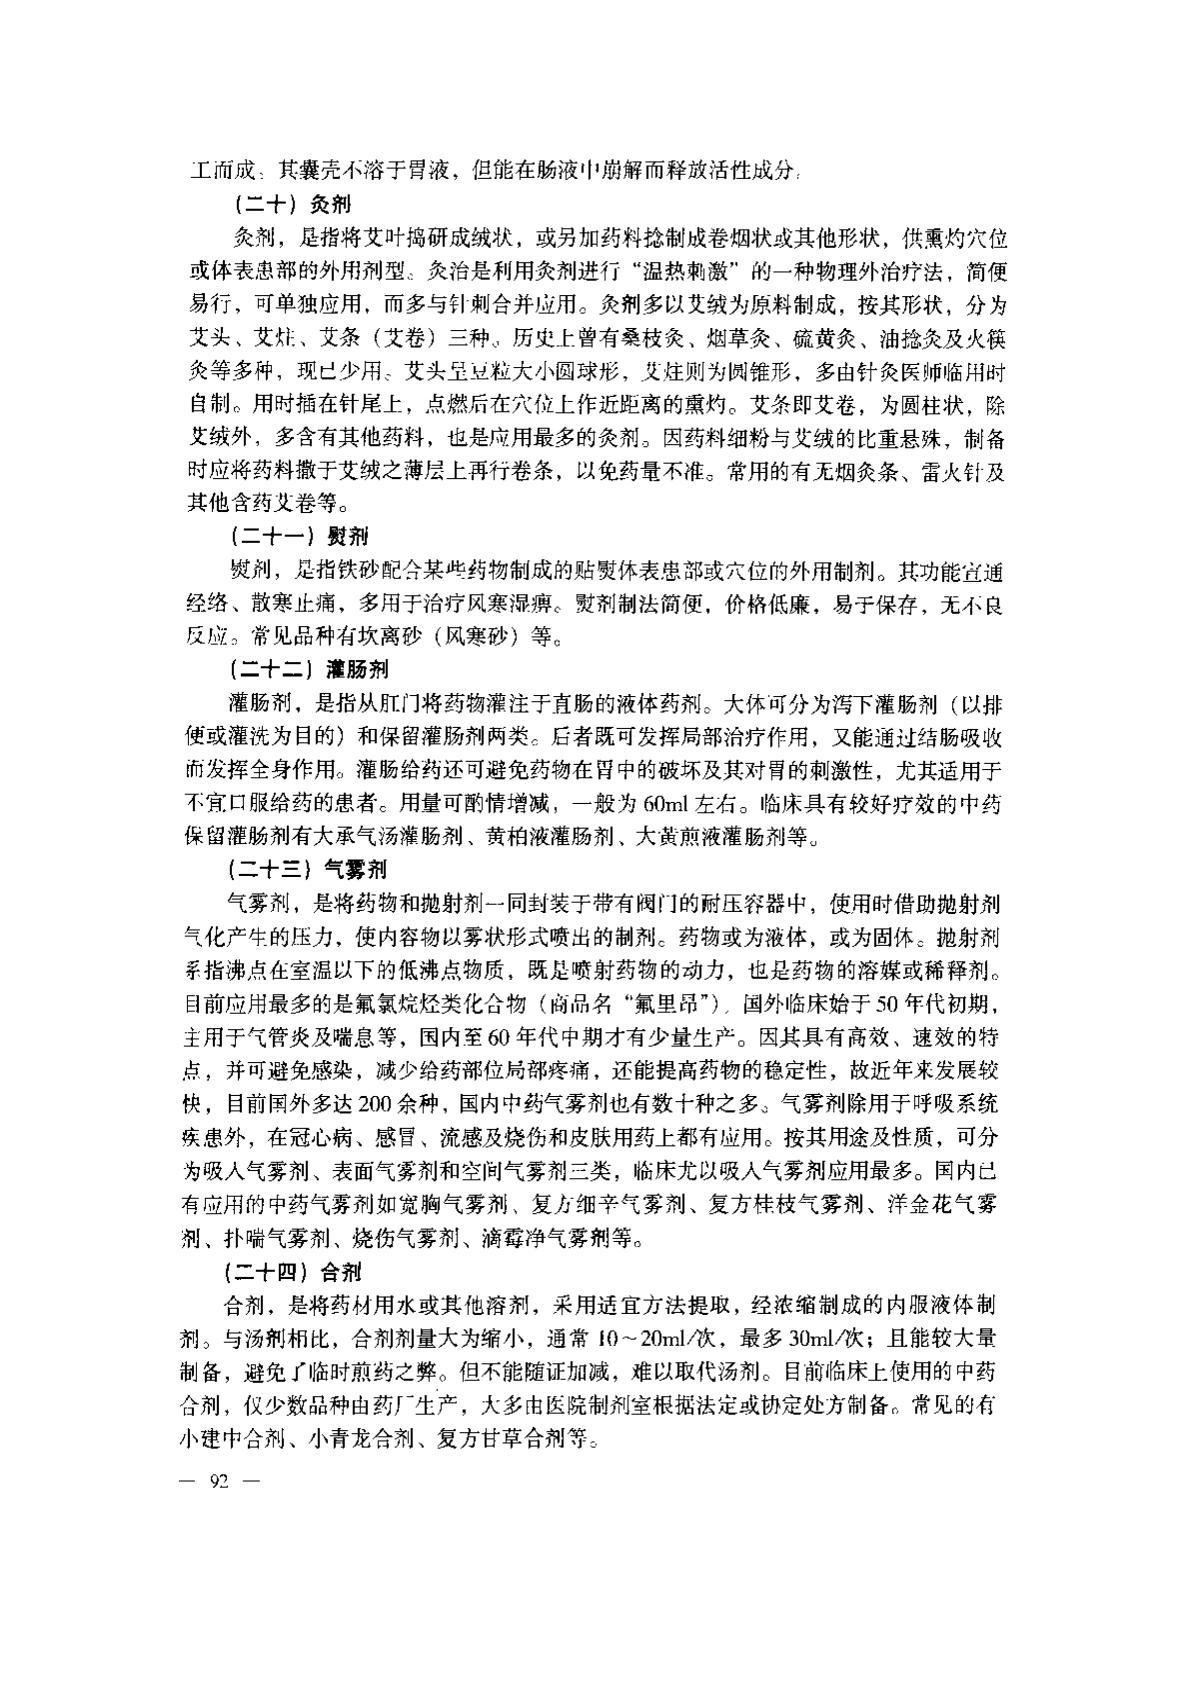 工而成。其囊壳不溶于胃液，但能在肠液中崩解而释放活性成分。
（二十）灸剂
灸剂，是指将艾叶捣研成绒状，或另加药料捻制成卷烟状或其他形状，供熏灼穴位
或体表患部的外用剂型。灸治是利用灸剂进行“温热刺激”的一种物理外治疗法，简便
易行，可单独应用，而多与针刺合并应用。灸剂多以艾绒为原料制成，按其形状，分为
艾头、艾炷、艾条（艾卷）三种。历史上曾有桑枝灸、烟草灸、硫黄灸、油捻灸及火筷
灸等多种，现已少用。艾头呈豆粒大小圆球形，艾炷则为圆锥形，多由针灸医师临用时
自制。用时插在针尾上，点燃后在穴位上作近距离的熏灼。艾条即艾卷，为圆柱状，除
艾绒外，多含有其他药料，也是应用最多的灸剂。因药料细粉与艾绒的比重悬殊，制备
时应将药料撒于艾绒之薄层上再行卷条，以免药量不准。常用的有无烟灸条、雷火针及
其他含药艾卷等。
（二十一）熨剂
熨剂，是指铁砂配合某些药物制成的贴熨体表患部或穴位的外用制剂。其功能宣通
经络、散寒止痛，多用于治疗风寒湿痹。熨剂制法简便，价格低廉，易于保存，无不良
反应。常见品种有坎离砂（风寒砂）等。
（二十二）灌肠剂
灌肠剂，是指从肛门将药物灌注于直肠的液体药剂。大体可分为泻下灌肠剂（以排
便或灌洗为目的）和保留灌肠剂两类。后者既可发挥局部治疗作用，又能通过结肠吸收
而发挥全身作用。灌肠给药还可避免药物在胃中的破坏及其对胃的刺激性，尤其适用于
不宜口服给药的患者。用量可酌情增减，一般为 60ml 左右。临床具有较好疗效的中药
保留灌肠剂有大承气汤灌肠剂、黄柏液灌肠剂、大黄煎液灌肠剂等。
（二十三）气雾剂
气雾剂，是将药物和抛射剂一同封装于带有阀门的耐压容器中，使用时借助抛射剂
气化产生的压力，使内容物以雾状形式喷出的制剂。药物或为液体，或为固体。抛射剂
系指沸点在室温以下的低沸点物质，既是喷射药物的动力，也是药物的溶媒或稀释剂。
目前应用最多的是氟氯烷烃类化合物（商品名“氟里昂”）。国外临床始于 50 年代初期，
主用于气管炎及喘息等，国内至 60 年代中期才有少量生产。因其具有高效、速效的特
点，并可避免感染，减少给药部位局部疼痛，还能提高药物的稳定性，故近年来发展较
快，目前国外多达 200 余种，国内中药气雾剂也有数十种之多。气雾剂除用于呼吸系统
疾患外，在冠心病、感冒、流感及烧伤和皮肤用药上都有应用。按其用途及性质，可分
为吸入气雾剂、表面气雾剂和空间气雾剂三类，临床尤以吸入气雾剂应用最多。国内已
有应用的中药气雾剂如宽胸气雾剂、复方细辛气雾剂、复方桂枝气雾剂、洋金花气雾
剂、扑喘气雾剂、烧伤气雾剂、滴霉净气雾剂等。
（二十四）合剂
合剂，是将药材用水或其他溶剂，采用适宜方法提取，经浓缩制成的内服液体制
剂。与汤剂相比，合剂剂量大为缩小，通常 10～20ml/次，最多 30ml/次；且能较大量
制备，避免了临时煎药之弊。但不能随证加减，难以取代汤剂。目前临床上使用的中药
合剂，仅少数品种由药厂生产，大多由医院制剂室根据法定或协定处方制备。常见的有
小建中合剂、小青龙合剂、复方甘草合剂等。
— 92 —